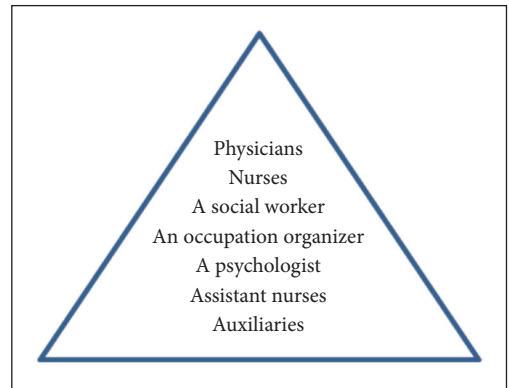 Physicians
Nurses
A social worker
An occupation organizer
A psychologist
Assistant nurses
Auxiliaries